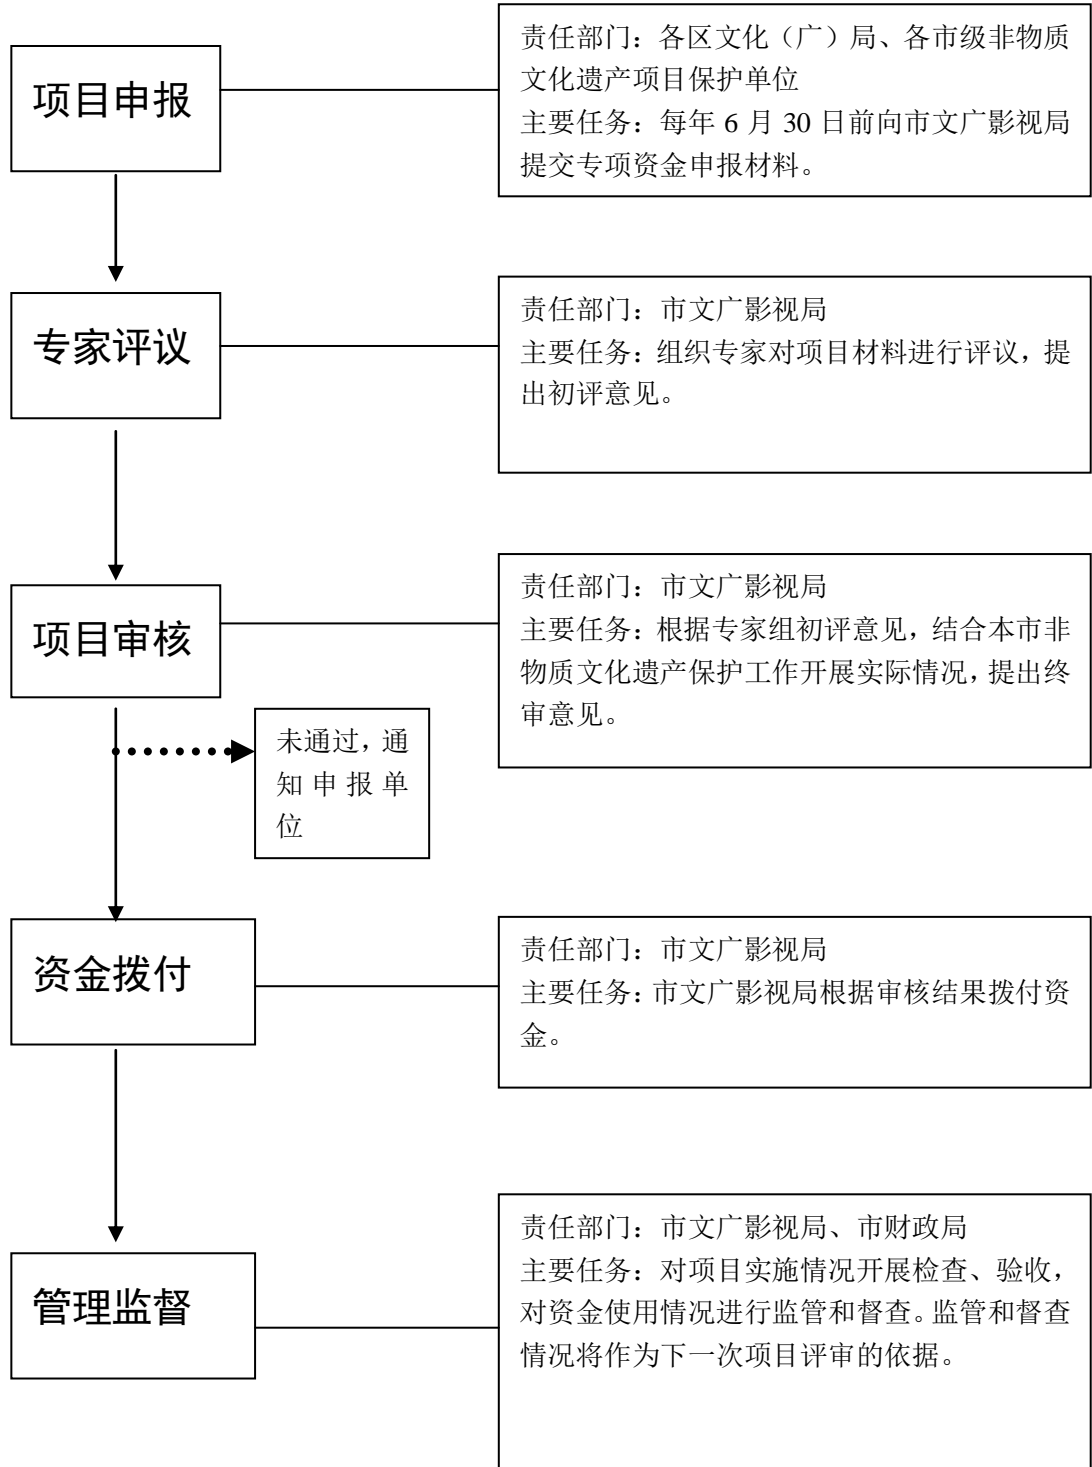 项目申报
责任部门：各区文化（广）局、各市级非物质
文化遗产项目保护单位
主要任务：每年 6 月 30 日前向市文广影视局
提交专项资金申报材料。
专家评议
责任部门：市文广影视局
主要任务：组织专家对项目材料进行评议，提
出初评意见。
项目审核
责任部门：市文广影视局
主要任务：根据专家组初评意见，结合本市非
物质文化遗产保护工作开展实际情况，提出终
审意见。
未通过，通
知申报单
位
资金拨付
责任部门：市文广影视局
主要任务：市文广影视局根据审核结果拨付资
金。
管理监督
责任部门：市文广影视局、市财政局
主要任务：对项目实施情况开展检查、验收，
对资金使用情况进行监管和督查。监管和督查
情况将作为下一次项目评审的依据。